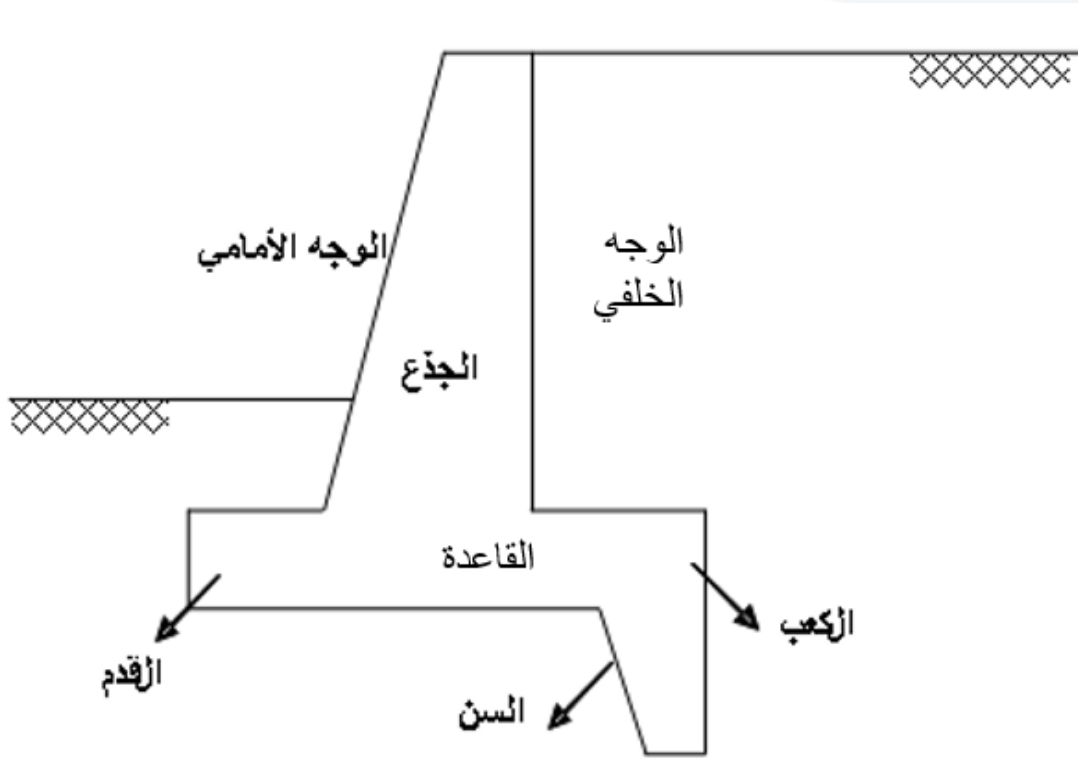 الوجه
الخلفي
الوجه الأمامي
الجذع
القاعدة
الكعب
القدم
السن